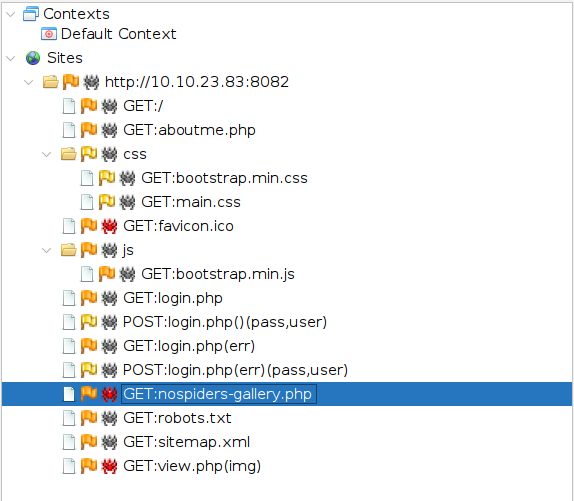 Contexts
Default Context
Sites
http://10.10.23.83:8082
GET:/
GET:aboutme.php
css
GET:bootstrap.min.css
GET:main.css
GET:favicon.ico
js
GET:bootstrap.min.js
GET:login.php
POST:login.php()(pass,user)
GET:login.php(err)
POST:login.php(err)(pass,user)
GET:nospiders-gallery.php
GET:robots.txt
GET:sitemap.xml
GET:view.php(img)